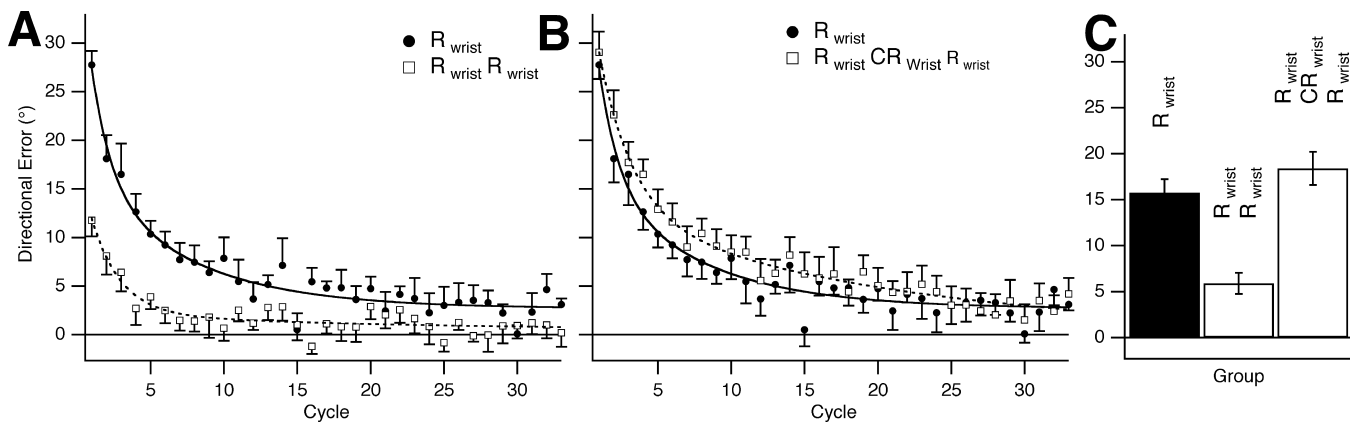 A
Directional Error (°)
30
25
20
15
10
5
0
R wrist
R wrist R wrist
5 10 15 20 25 30
Cycle
B
R wrist
R wrist CR Wrist R wrist
5 10 15 20 25 30
Cycle
C
30
25
20
15
10
5
0
R wrist
R wrist
R wrist
R wrist
CR wrist
R wrist
Group